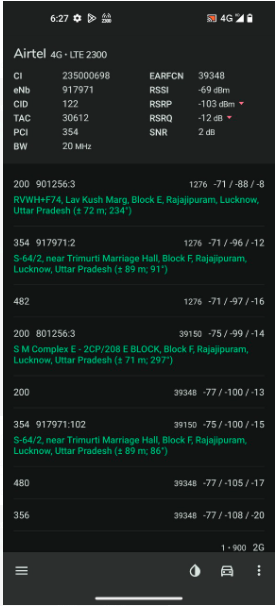 6:27
4G
Airtel 4G • LTE 2300
CI 235000698 EARFCN 39348
eNb 917971 RSSI -69 dBm
CID 122 RSRP -103 dBm
TAC 30612 RSRQ -12 dB
PCI 354 SNR 2 dB
BW 20 MHz
200 901256:3 1276 -71 / -88 / -8
RVWH+F74, Lav Kush Marg, Block E, Rajajipuram, Lucknow,
Uttar Pradesh (± 72 m; 234°)
354 917971:2 1276 -71 / -96 / -12
S-64/2, near Trimurti Marriage Hall, Block F, Rajajipuram,
Lucknow, Uttar Pradesh (± 89 m; 91°)
482 1276 -71 / -97 / -16
200 801256:3 39150 -75 / -99 / -14
S M Complex E - 2CP/208 E BLOCK, Block F, Rajajipuram,
Lucknow, Uttar Pradesh (± 71 m; 297°)
200 39348 -77 / -100 / -13
354 917971:102 39150 -75 / -100 / -15
S-64/2, near Trimurti Marriage Hall, Block F, Rajajipuram,
Lucknow, Uttar Pradesh (± 89 m; 86°)
480 39348 -77 / -105 / -17
356 39348 -77 / -108 / -20
1 • 900 2G